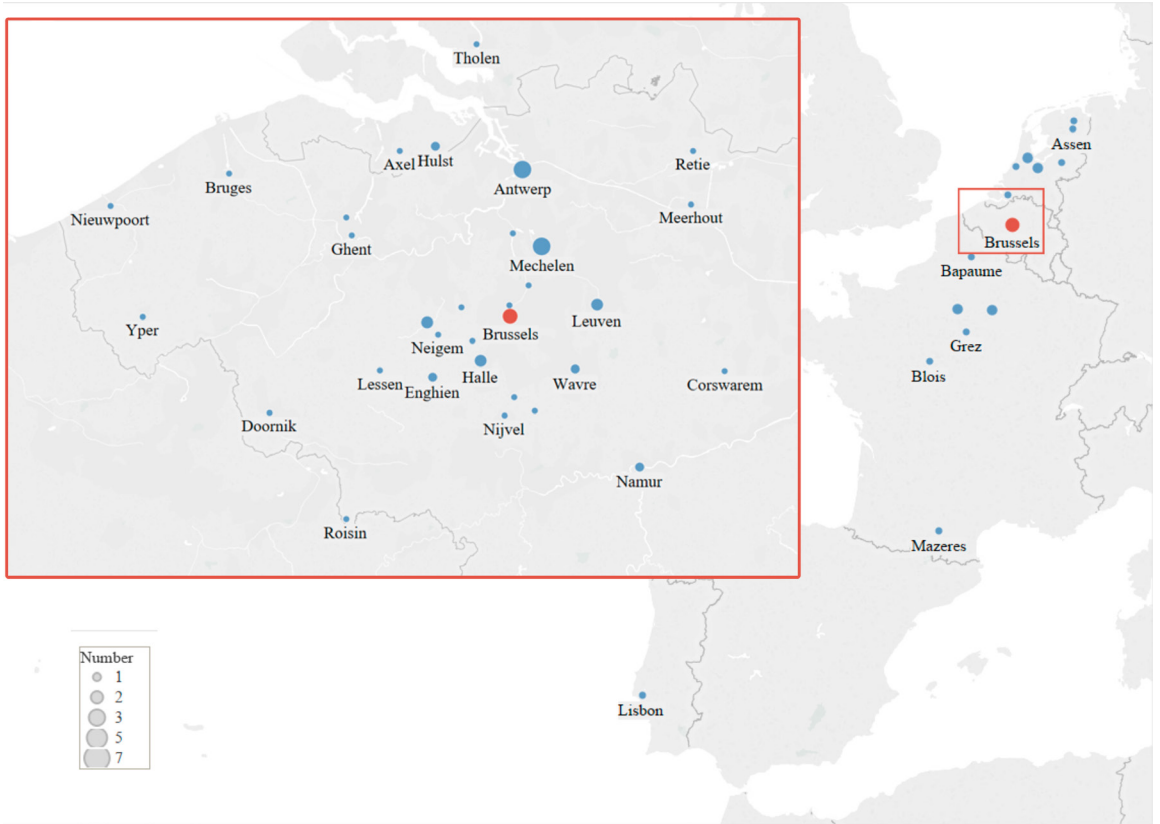 Tholen
Axel
Hulst
Antwerp
Retie
Bruges
Nieuwpoort
Ghent
Meerhout
Mechelen
Yper
Neigem
Brussels
Leuven
Lessen
Enghien
Halle
Wavre
Corswarem
Doornik
Nijvel
Namur
Roisin
Assen
Brussels
Bapaume
Grez
Blois
Mazeres
Lisbon
Number
1
2
3
5
7